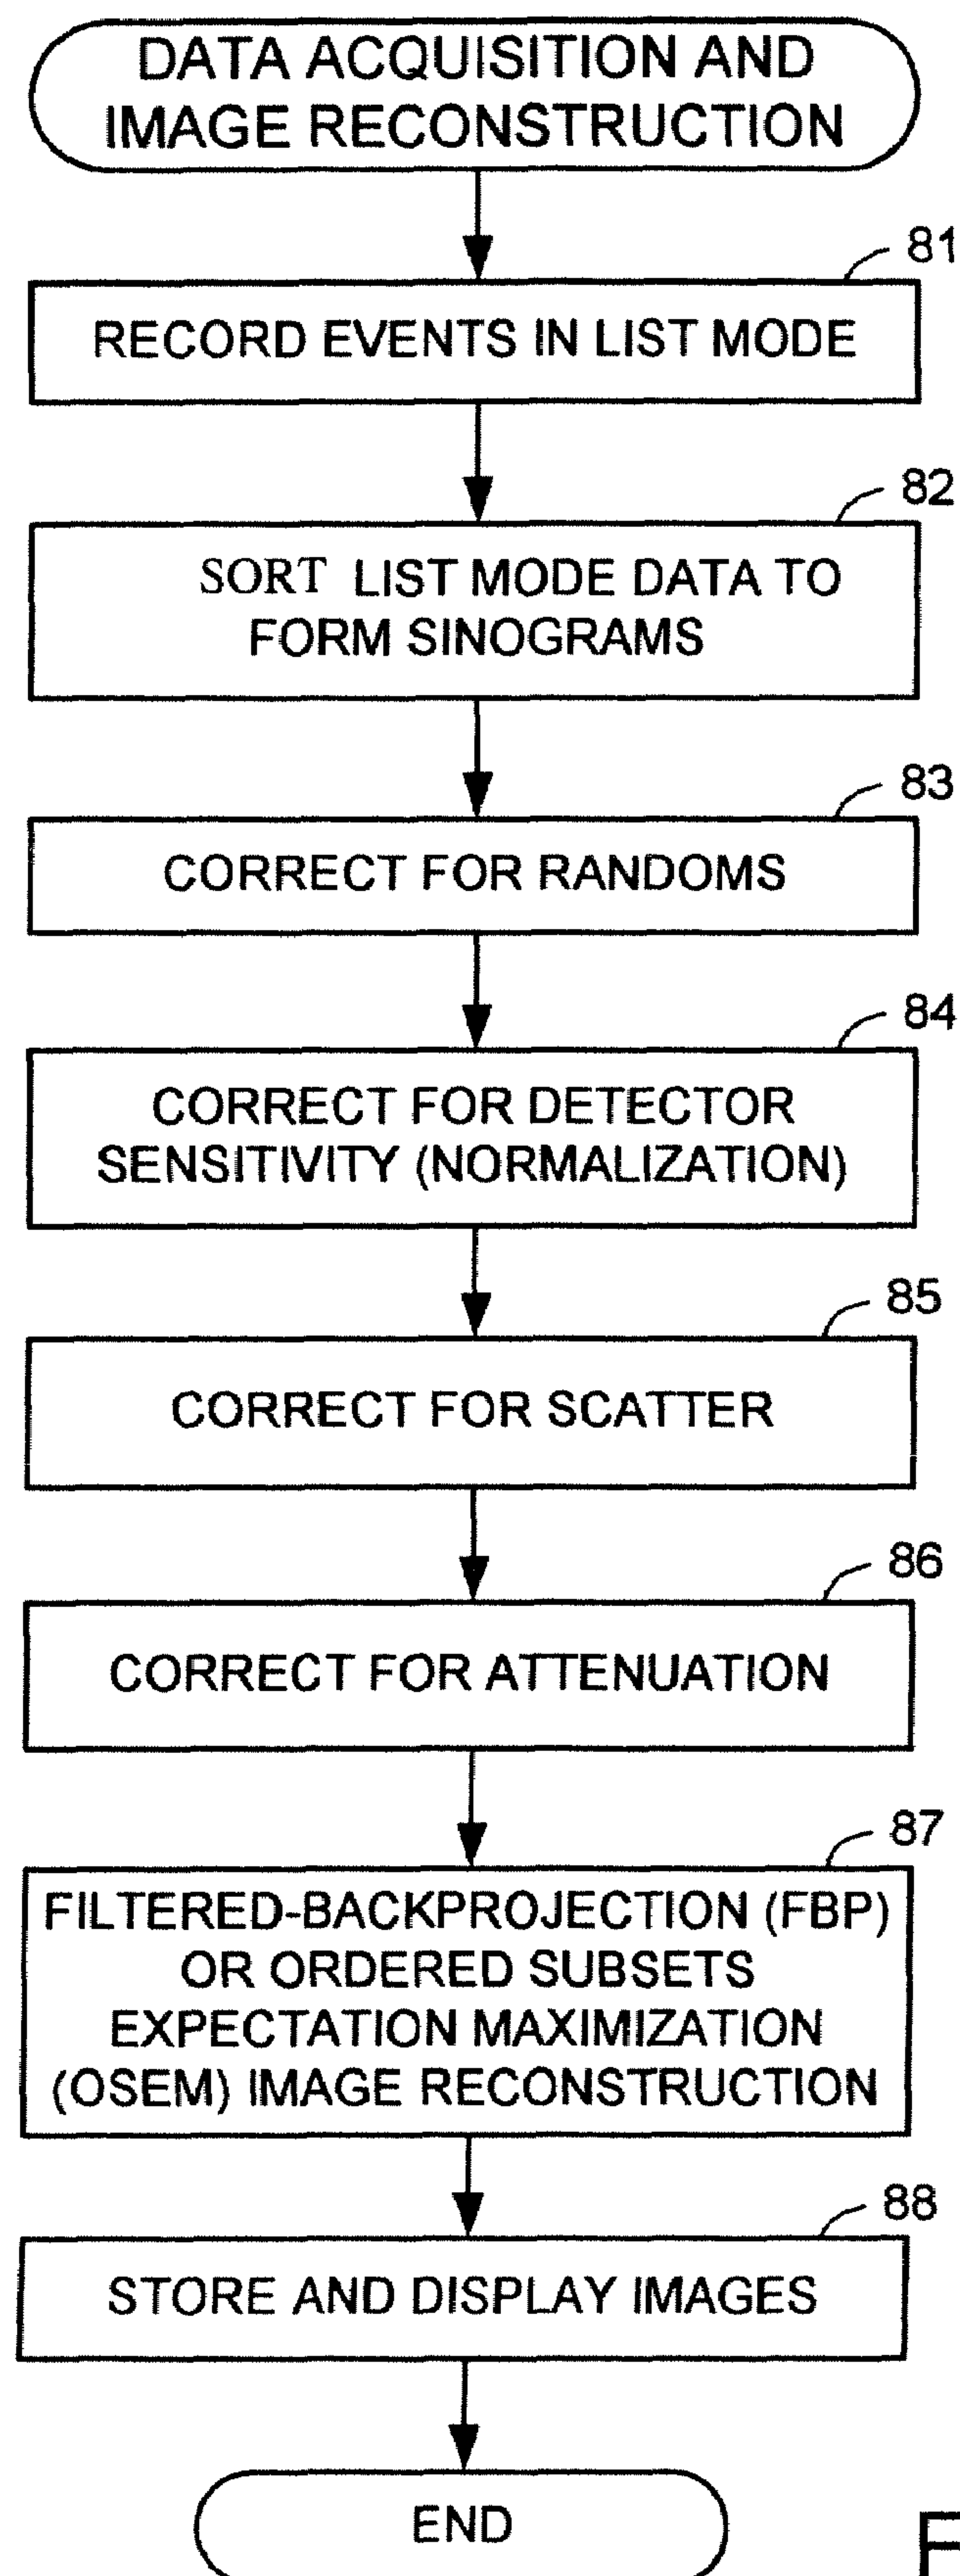 DATA ACQUISITION AND
IMAGE RECONSTRUCTION
81
RECORD EVENTS IN LIST MODE
82
SORT LIST MODE DATA TO
FORM SINOGRAMS
83
CORRECT FOR RANDOMS
84
CORRECT FOR DETECTOR
SENSITIVITY (NORMALIZATION)
85
CORRECT FOR SCATTER
86
CORRECT FOR ATTENUATION
87
FILTERED-BACKPROJECTION (FBP)
OR ORDERED SUBSETS
EXPECTATION MAXIMIZATION
(OSEM) IMAGE RECONSTRUCTION
88
STORE AND DISPLAY IMAGES
END